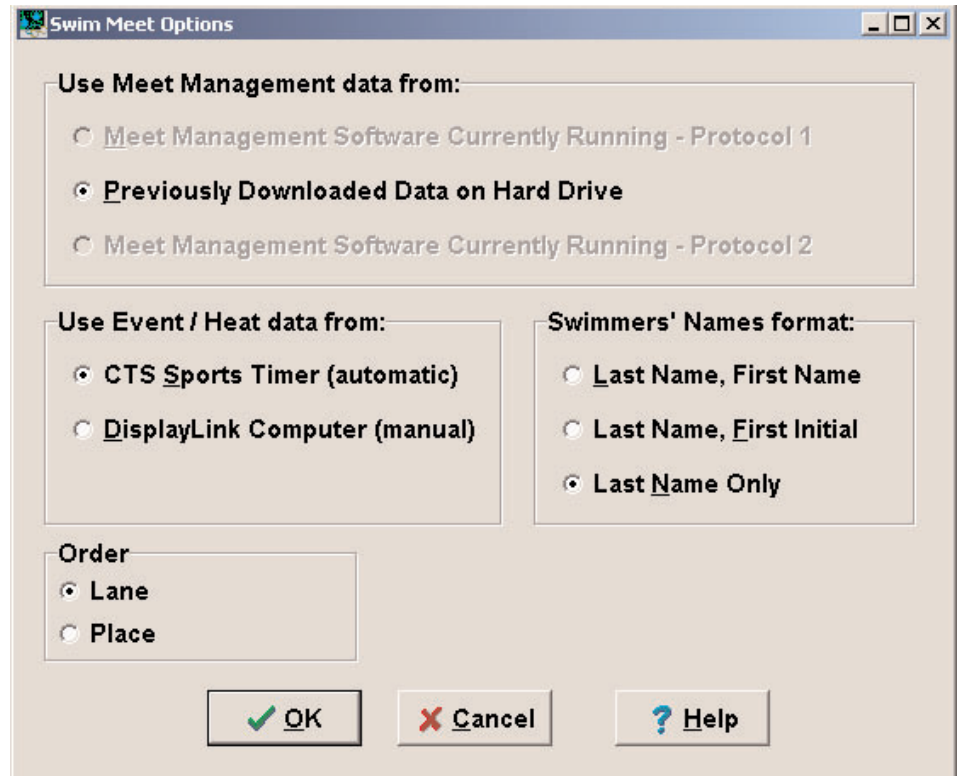 Swim Meet Options
Use Meet Management data from:
Meet Management Software Currently Running - Protocol 1
Previously Downloaded Data on Hard Drive
Meet Management Software Currently Running - Protocol 2
Use Event / Heat data from:
CTS Sports Timer (automatic)
DisplayLink Computer (manual)
Swimmers' Names format:
Last Name, First Name
Last Name, First Initial
Last Name Only
Order
Lane
Place
OK
Cancel
? Help